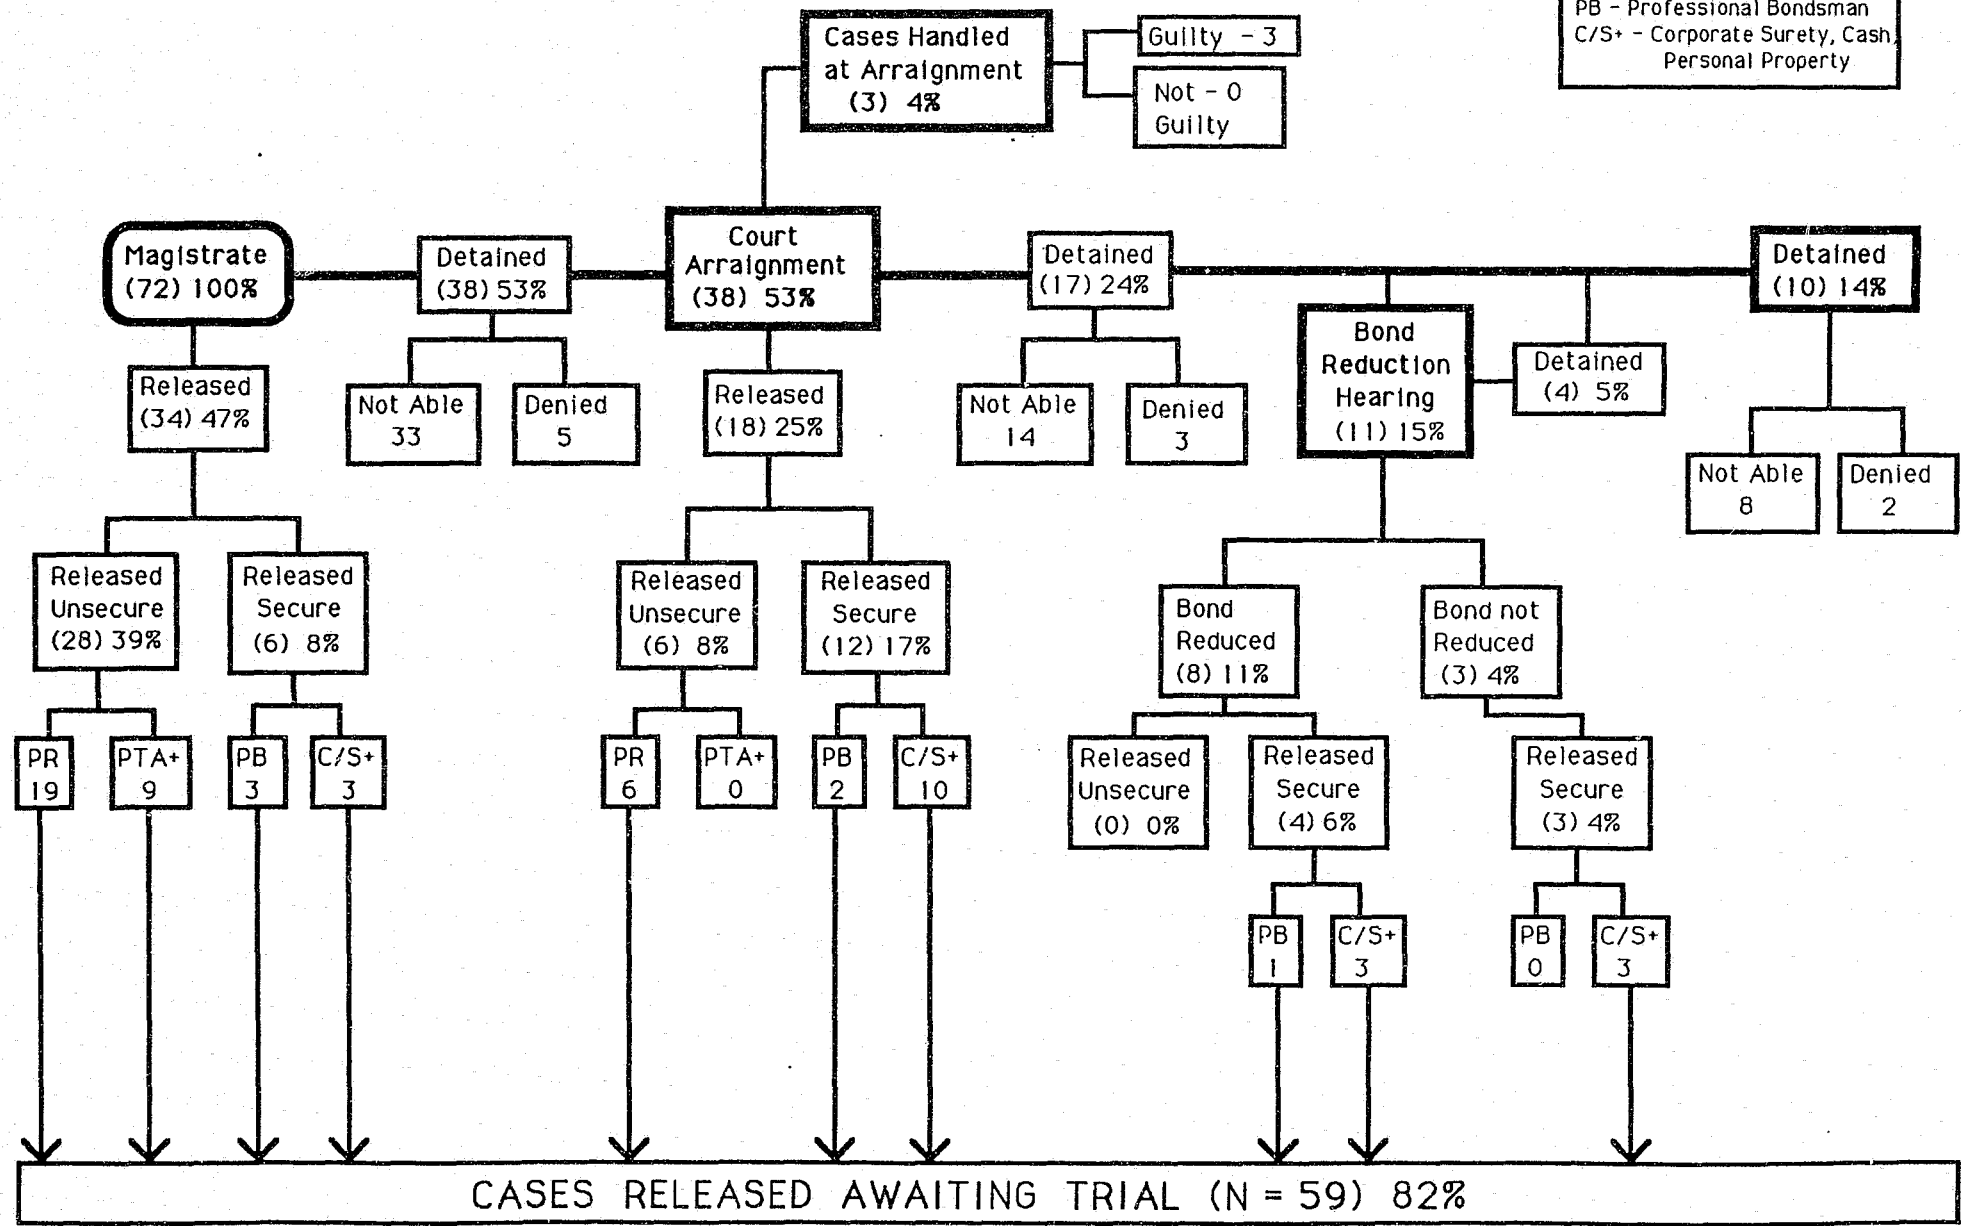 PB - Professional Bondsman
C/S+ - Corporate Surety, Cash,
Personal Property
Cases Handled
at Arraignment
(3) 4%
Guilty - 3
Not - 0
Guilty
Magistrate
(72) 100%
Detained
(38) 53%
Court
Arraignment
(38) 53%
Detained
(17) 24%
Detained
(10) 14%
Released
(34) 47%
Not Able
33
Denied
5
Released
(18) 25%
Not Able
14
Denied
3
Bond
Reduction
Hearing
(11) 15%
Detained
(4) 5%
Not Able
8
Denied
2
Released
Unsecure
(28) 39%
Released
Secure
(6) 8%
Released
Unsecure
(6) 8%
Released
Secure
(12) 17%
Bond
Reduced
(8) 11%
Bond not
Reduced
(3) 4%
PR
19
PTA+
9
PB
3
C/S+
3
PR
6
PTA+
0
PB
2
C/S+
10
Released
Unsecure
(0) 0%
Released
Secure
(4) 6%
Released
Secure
(3) 4%
PB
1
C/S+
3
PB
0
C/S+
3
CASES RELEASED AWAITING TRIAL (N = 59) 82%